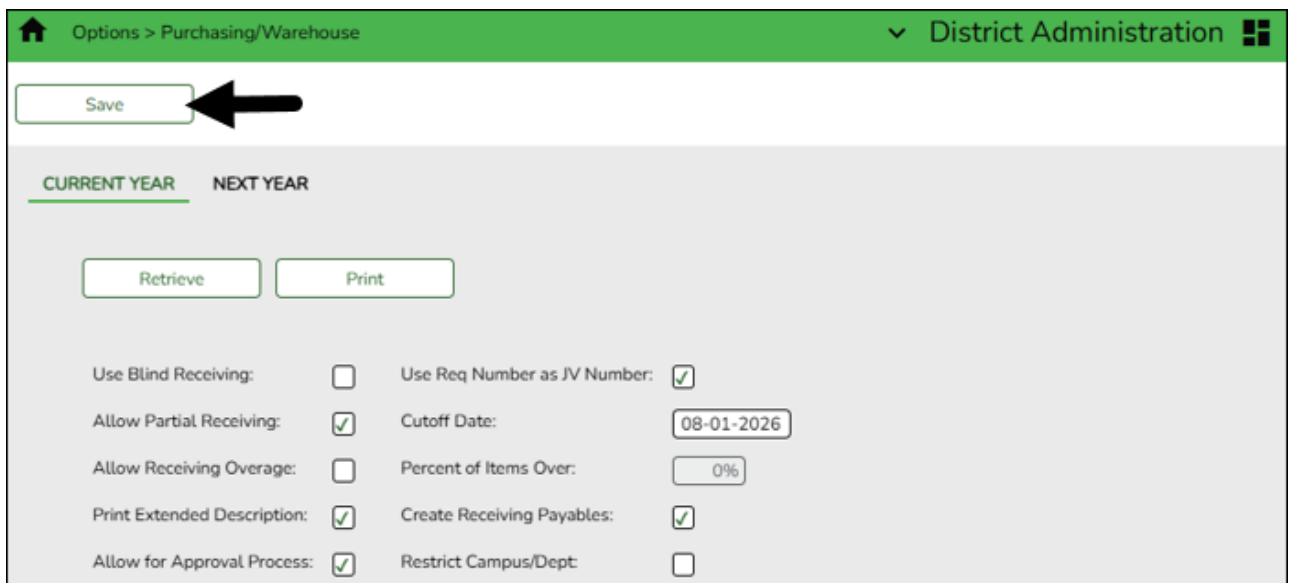 Options > Purchasing/Warehouse District Administration
Save
CURRENT YEAR NEXT YEAR
Retrieve Print
Use Blind Receiving: Use Req Number as JV Number:
Allow Partial Receiving: Cutoff Date: 08-01-2026
Allow Receiving Overage: Percent of Items Over: 0%
Print Extended Description: Create Receiving Payables:
Allow for Approval Process: Restrict Campus/Dept: